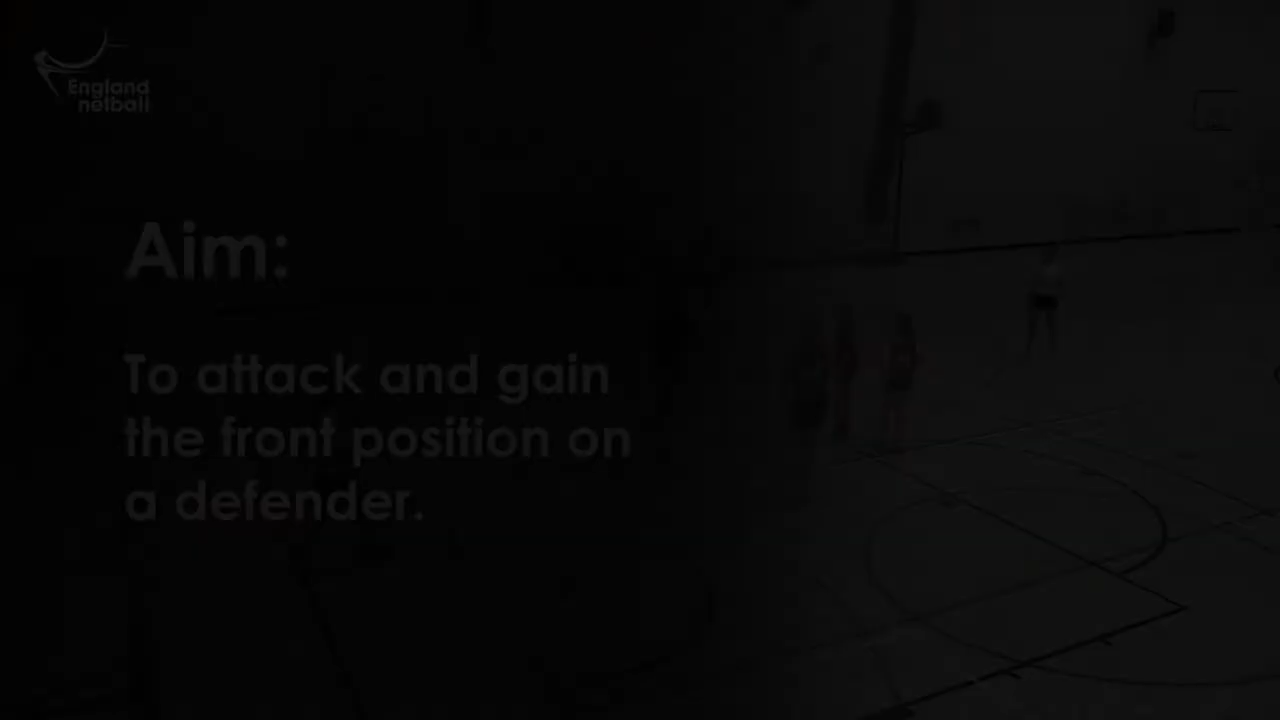 England
netball
Aim:
To attack and gain
the front position on
a defender.